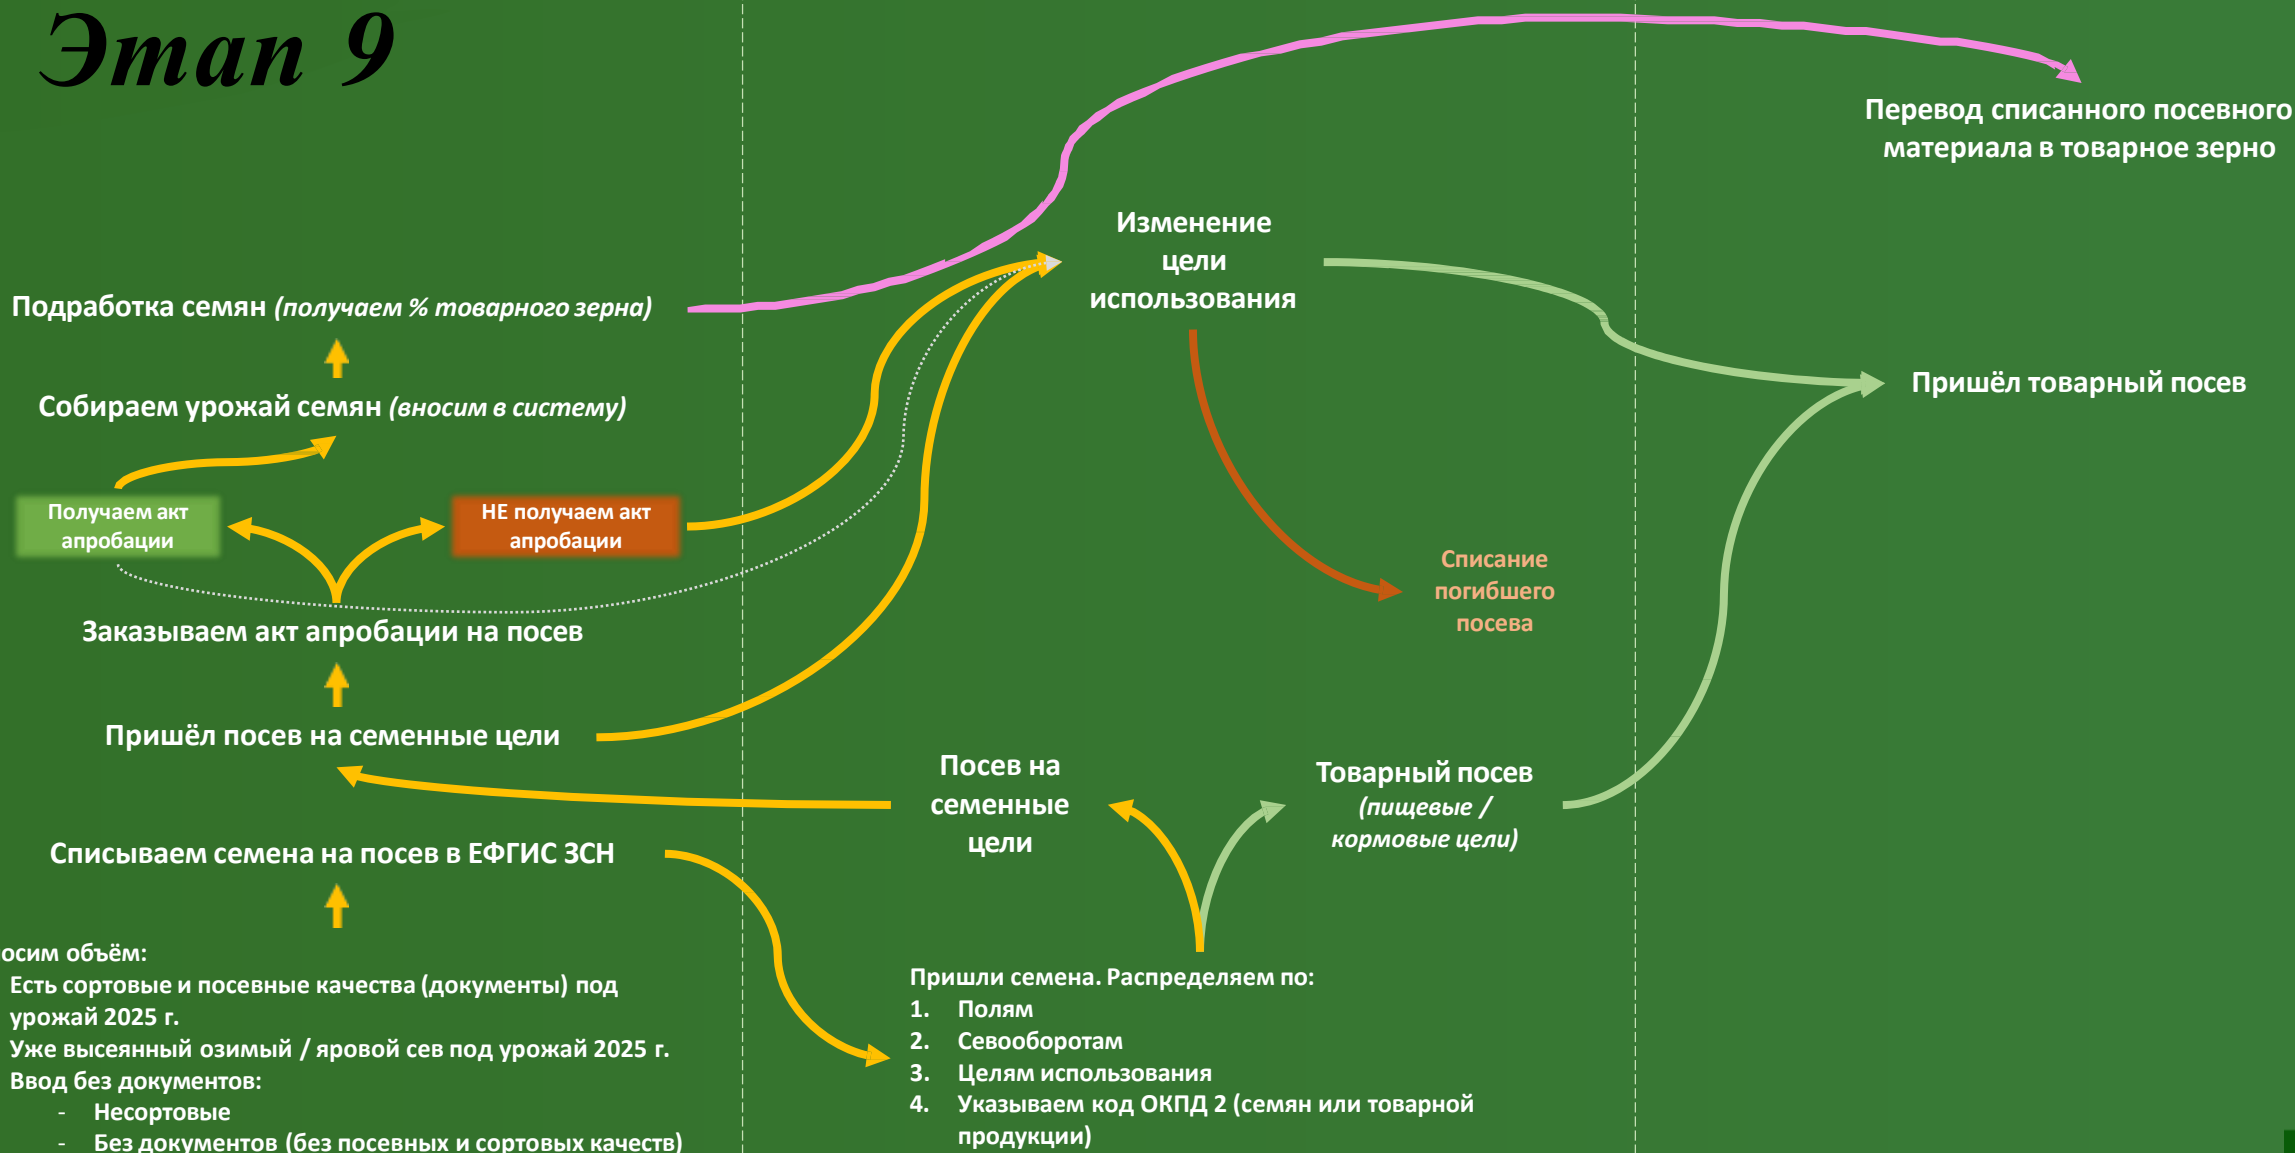 Этап 9
Перевод списанного посевного
материала в товарное зерно
Изменение
цели
использования
Подработка семян (получаем % товарного зерна)
Собираем урожай семян (вносим в систему)
Пришёл товарный посев
Получаем акт
апробации
НЕ получаем акт
апробации
Списание
погибшего
посева
Заказываем акт апробации на посев
Пришёл посев на семенные цели
Посев на
семенные
цели
Товарный посев
(пищевые /
кормовые цели)
Списываем семена на посев в ЕФГИС ЗСН
осим объём:
Есть сортовые и посевные качества (документы) под
урожай 2025 г.
Уже высеянный озимый / яровой сев под урожай 2025 г.
Ввод без документов:
- Несортовые
- Без документов (без посевных и сортовых качеств)
Пришли семена. Распределяем по:
1. Полям
2. Севооборотам
3. Целям использования
4. Указываем код ОКПД 2 (семян или товарной
продукции)